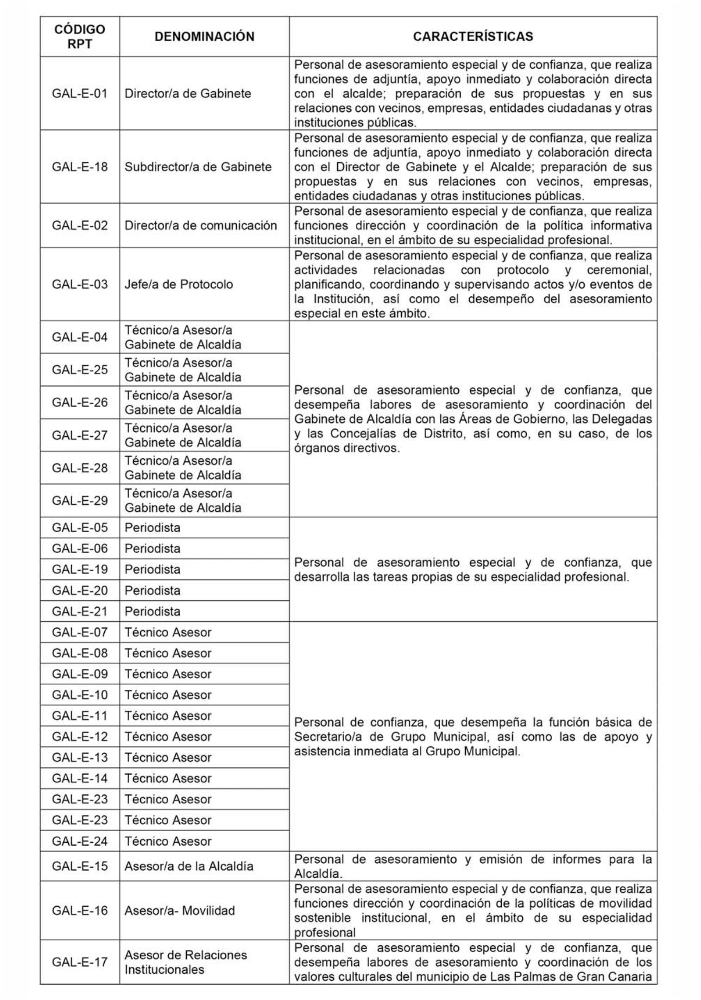 CÓDIGO
RPT
DENOMINACIÓN
CARACTERÍSTICAS
GAL-E-01
Director/a de Gabinete
Personal de asesoramiento especial y de confianza, que realiza
funciones de adjuntía, apoyo inmediato y colaboración directa
con el alcalde; preparación de sus propuestas y en sus
relaciones con vecinos, empresas, entidades ciudadanas y otras
instituciones públicas.
GAL-E-18
Subdirector/a de Gabinete
Personal de asesoramiento especial y de confianza, que realiza
funciones de adjuntía, apoyo inmediato y colaboración directa
con el Director de Gabinete y el Alcalde; preparación de sus
propuestas y en sus relaciones con vecinos, empresas,
entidades ciudadanas y otras instituciones públicas.
GAL-E-02
Director/a de comunicación
Personal de asesoramiento especial y de confianza, que realiza
funciones dirección y coordinación de la política informativa
institucional, en el ámbito de su especialidad profesional.
GAL-E-03
Jefe/a de Protocolo
Personal de asesoramiento especial y de confianza, que realiza
actividades relacionadas con protocolo y ceremonial,
planificando, coordinando y supervisando actos y/o eventos de
la Institución, así como el desempeño del asesoramiento
especial en este ámbito.
GAL-E-04
Técnico/a Asesor/a
Gabinete de Alcaldía
GAL-E-25
Técnico/a Asesor/a
Gabinete de Alcaldía
GAL-E-26
Técnico/a Asesor/a
Gabinete de Alcaldía
GAL-E-27
Técnico/a Asesor/a
Gabinete de Alcaldía
GAL-E-28
Técnico/a Asesor/a
Gabinete de Alcaldía
GAL-E-29
Técnico/a Asesor/a
Gabinete de Alcaldía
Personal de asesoramiento especial y de confianza, que
desempeña labores de asesoramiento y coordinación del
Gabinete de Alcaldía con las Áreas de Gobierno, las Delegadas
y las Concejalías de Distrito, así como, en su caso, de los
órganos directivos.
GAL-E-05
Periodista
GAL-E-06
Periodista
GAL-E-19
Periodista
GAL-E-20
Periodista
GAL-E-21
Periodista
Personal de asesoramiento especial y de confianza, que
desarrolla las tareas propias de su especialidad profesional.
GAL-E-07
Técnico Asesor
GAL-E-08
Técnico Asesor
GAL-E-09
Técnico Asesor
GAL-E-10
Técnico Asesor
GAL-E-11
Técnico Asesor
GAL-E-12
Técnico Asesor
GAL-E-13
Técnico Asesor
GAL-E-14
Técnico Asesor
GAL-E-23
Técnico Asesor
GAL-E-23
Técnico Asesor
GAL-E-24
Técnico Asesor
Personal de confianza, que desempeña la función básica de
Secretario/a de Grupo Municipal, así como las de apoyo y
asistencia inmediata al Grupo Municipal.
GAL-E-15
Asesor/a de la Alcaldía
Personal de asesoramiento y emisión de informes para la
Alcaldía.
GAL-E-16
Asesor/a- Movilidad
Personal de asesoramiento especial y de confianza, que realiza
funciones dirección y coordinación de la políticas de movilidad
sostenible institucional, en el ámbito de su especialidad
profesional
GAL-E-17
Asesor de Relaciones
Institucionales
Personal de asesoramiento especial y de confianza, que
desempeña labores de asesoramiento y coordinación de los
valores culturales del municipio de Las Palmas de Gran Canaria